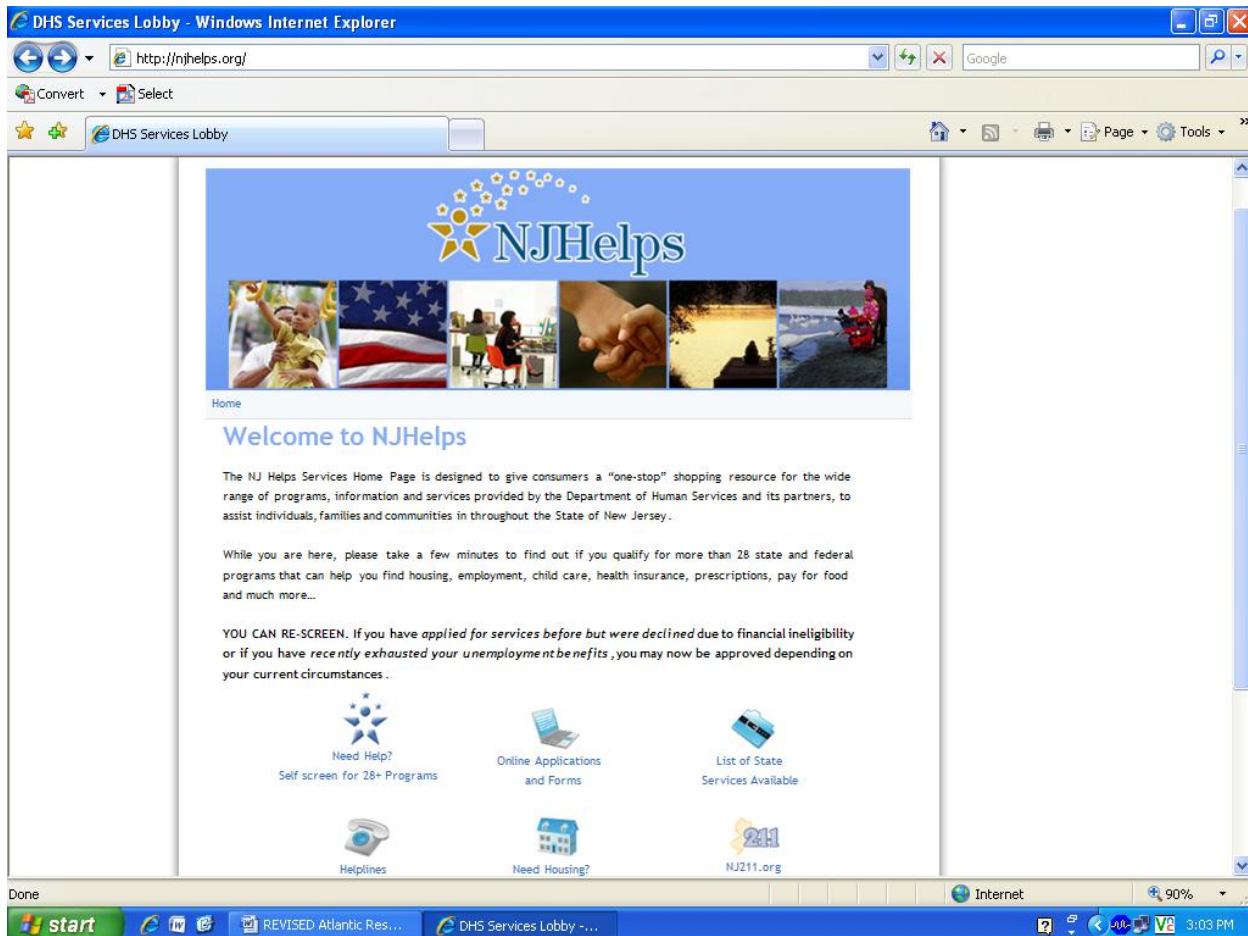 DHS Services Lobby - Windows Internet Explorer
http://njhelps.org/
Google
Convert Select
DHS Services Lobby
Page Tools
NJHelps
Home
Welcome to NJHelps
The NJ Helps Services Home Page is designed to give consumers a “one-stop” shopping resource for the wide
range of programs, information and services provided by the Department of Human Services and its partners, to
assist individuals, families and communities in throughout the State of New Jersey.
While you are here, please take a few minutes to find out if you qualify for more than 28 state and federal
programs that can help you find housing, employment, child care, health insurance, prescriptions, pay for food
and much more...
YOU CAN RE-SCREEN. If you have applied for services before but were declined due to financial ineligibility
or if you have recently exhausted your unemployment benefits, you may now be approved depending on
your current circumstances.
Need Help?
Self screen for 28+ Programs
Online Applications
and Forms
List of State
Services Available
Helplines
Need Housing?
211
NJ211.org
Done
Internet
90%
start
REVISED Atlantic Res...
DHS Services Lobby -...
3:03 PM